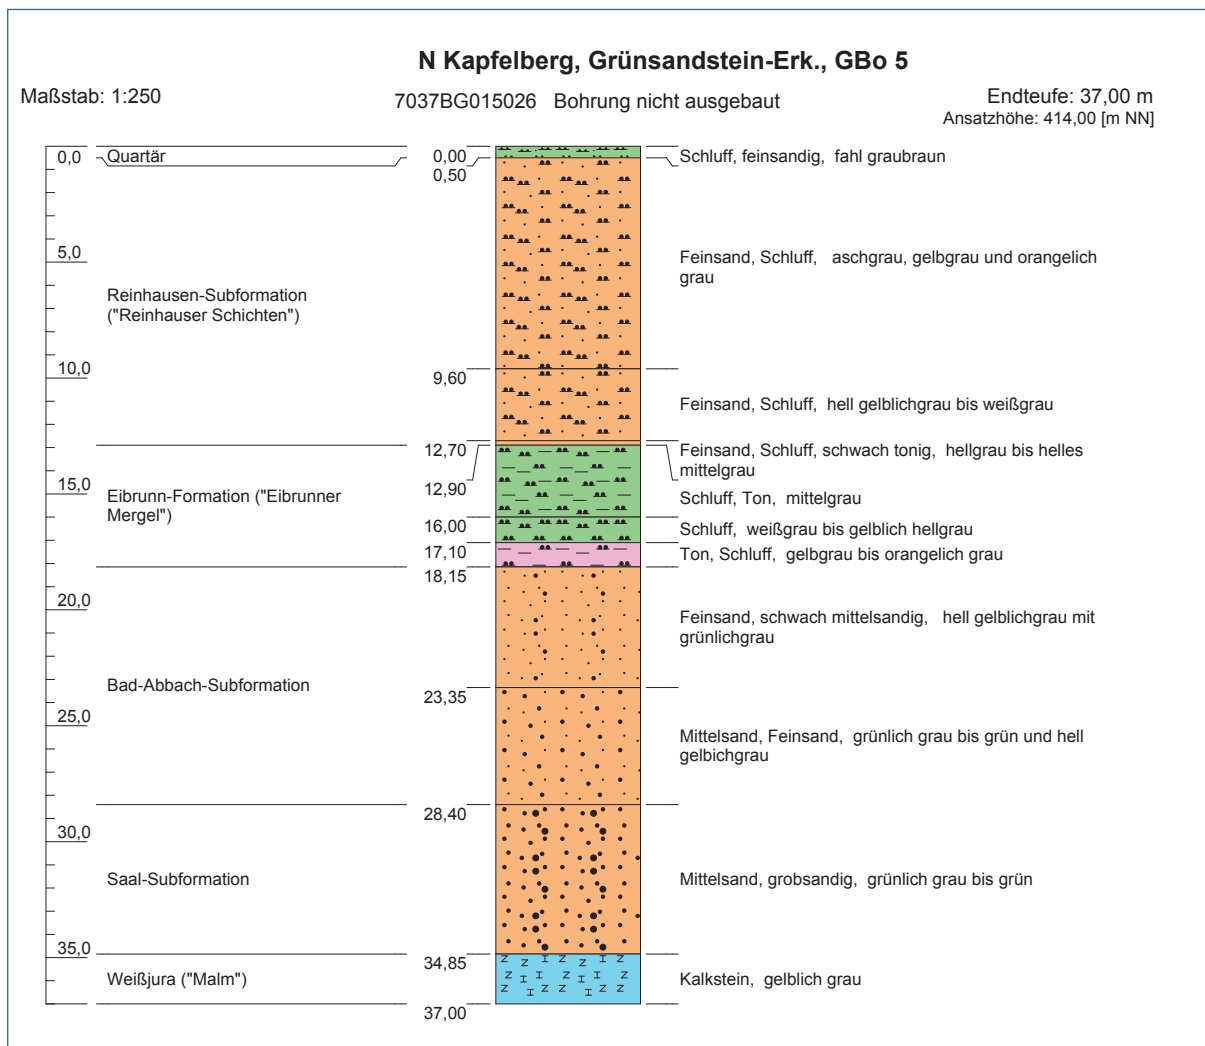 N Kapfelberg, Grünsandstein-Erk., GBo 5
Maßstab: 1:250
7037BG015026 Bohrung nicht ausgebaut
Endteufe: 37,00 m
Ansatzhöhe: 414,00 [m NN]
0,0
Quartär
0,00
Schluff, feinsandig, fahl graubraun
0,50
5,0
Feinsand, Schluff, aschgrau, gelbgrau und orangelich
grau
Reinhausen-Subformation
("Reinhauser Schichten")
10,0
9,60
Feinsand, Schluff, hell gelblichgrau bis weißgrau
12,70
Feinsand, Schluff, schwach tonig, hellgrau bis helles
mittelgrau
15,0
12,90
Eibrunn-Formation ("Eibrunner
Mergel")
Schluff, Ton, mittelgrau
16,00
Schluff, weißgrau bis gelblich hellgrau
17,10
Ton, Schluff, gelbgrau bis orangelich grau
18,15
20,0
Feinsand, schwach mittelsandig, hell gelblichgrau mit
grünlichgrau
Bad-Abbach-Subformation
23,35
25,0
Mittelsand, Feinsand, grünlich grau bis grün und hell
gelbichgrau
28,40
30,0
Saal-Subformation
Mittelsand, grobsandig, grünlich grau bis grün
35,0
34,85
Weißjura ("Malm")
Kalkstein, gelblich grau
37,00
z z z z z z z z z z z z z
I I I I I I I I I